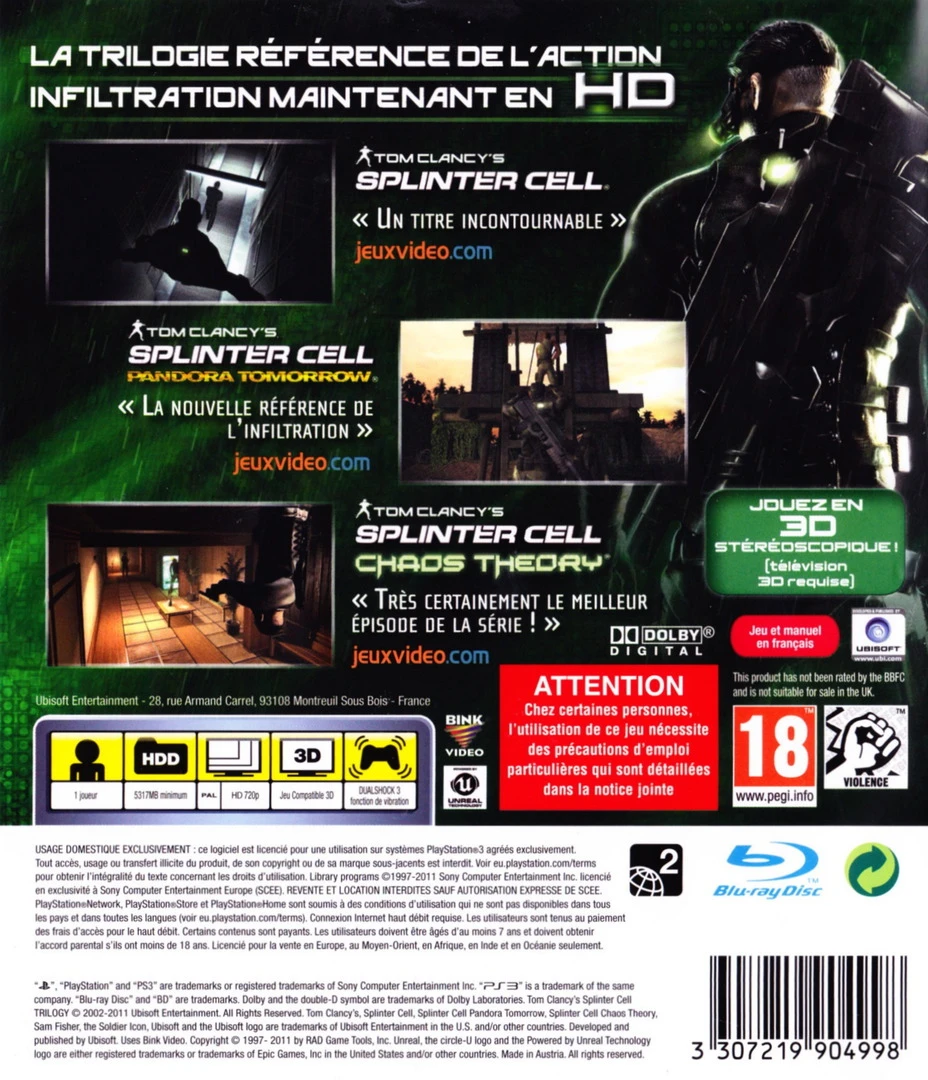 LA TRILOGIE RÉFÉRENCE DE L'ACTION
INFILTRATION MAINTENANT EN HD
TOM CLANCY'S
SPLINTER CELL®
« UN TITRE INCONTOURNABLE »
jeuxvideo.com
TOM CLANCY'S
SPLINTER CELL
PANDORA TOMORROW®
« LA NOUVELLE RÉFÉRENCE DE
L'INFILTRATION »
jeuxvideo.com
TOM CLANCY'S
SPLINTER CELL
CHAOS THEORY™
« TRÈS CERTAINEMENT LE MEILLEUR
ÉPISODE DE LA SÉRIE ! »
jeuxvideo.com
JOUEZ EN
3D
STÉRÉOSCOPIQUE !
[télévision
3D requise]
DOLBY®
DIGITAL
Jeu et manuel
en français
UBISOFT
www.ubi.com
This product has not been rated by the BBFC
and is not suitable for sale in the UK.
Ubisoft Entertainment - 28, rue Armand Carrel, 93108 Montreuil Sous Bois - France
ATTENTION
Chez certaines personnes,
l'utilisation de ce jeu nécessite
des précautions d'emploi
particulières qui sont détaillées
dans la notice jointe
BINK
VIDEO
UNREAL
TECHNOLOGY
18™
www.pegi.info
™
VIOLENCE
HDD
3D
1 joueur
5317MB minimum
PAL
HD 720p
Jeu Compatible 3D
DUALSHOCK 3
fonction de vibration
USAGE DOMESTIQUE EXCLUSIVEMENT : ce logiciel est licencié pour une utilisation sur systèmes PlayStation®3 agréés exclusivement.
Tout accès, usage ou transfert illicite du produit, de son copyright ou de sa marque sous-jacents est interdit. Voir eu.playstation.com/terms
pour obtenir l'intégralité du texte concernant les droits d'utilisation. Library programs ©1997-2011 Sony Computer Entertainment Inc. licencié
en exclusivité à Sony Computer Entertainment Europe (SCEE). REVENTE ET LOCATION INTERDITES SAUF AUTORISATION EXPRESSE DE SCEE.
PlayStation®Network, PlayStation®Store et PlayStation®Home sont soumis à des conditions d'utilisation qui ne sont pas disponibles dans tous
les pays et dans toutes les langues (voir eu.playstation.com/terms). Connexion Internet haut débit requise. Les utilisateurs sont tenus au paiement
des frais d'accès pour le haut débit. Certains contenus sont payants. Les utilisateurs doivent être âgés d'au moins 7 ans et doivent obtenir
l'accord parental s'ils ont moins de 18 ans. Licencié pour la vente en Europe, au Moyen-Orient, en Afrique, en Inde et en Océanie seulement.
2
Blu-ray Disc™
"", "PlayStation" and "PS3" are trademarks or registered trademarks of Sony Computer Entertainment Inc. "PS3" is a trademark of the same
company. "Blu-ray Disc" and "BD" are trademarks. Dolby and the double-D symbol are trademarks of Dolby Laboratories. Tom Clancy's Splinter Cell
TRILOGY © 2002-2011 Ubisoft Entertainment. All Rights Reserved. Tom Clancy's, Splinter Cell, Splinter Cell Pandora Tomorrow, Splinter Cell Chaos Theory,
Sam Fisher, the Soldier Icon, Ubisoft and the Ubisoft logo are trademarks of Ubisoft Entertainment in the U.S. and/or other countries. Developed and
published by Ubisoft. Uses Bink Video. Copyright © 1997- 2011 by RAD Game Tools, Inc. Unreal, the circle-U logo and the Powered by Unreal Technology
logo are either registered trademarks or trademarks of Epic Games, Inc in the United States and/or other countries. Made in Austria. All rights reserved.
3 307219 904998